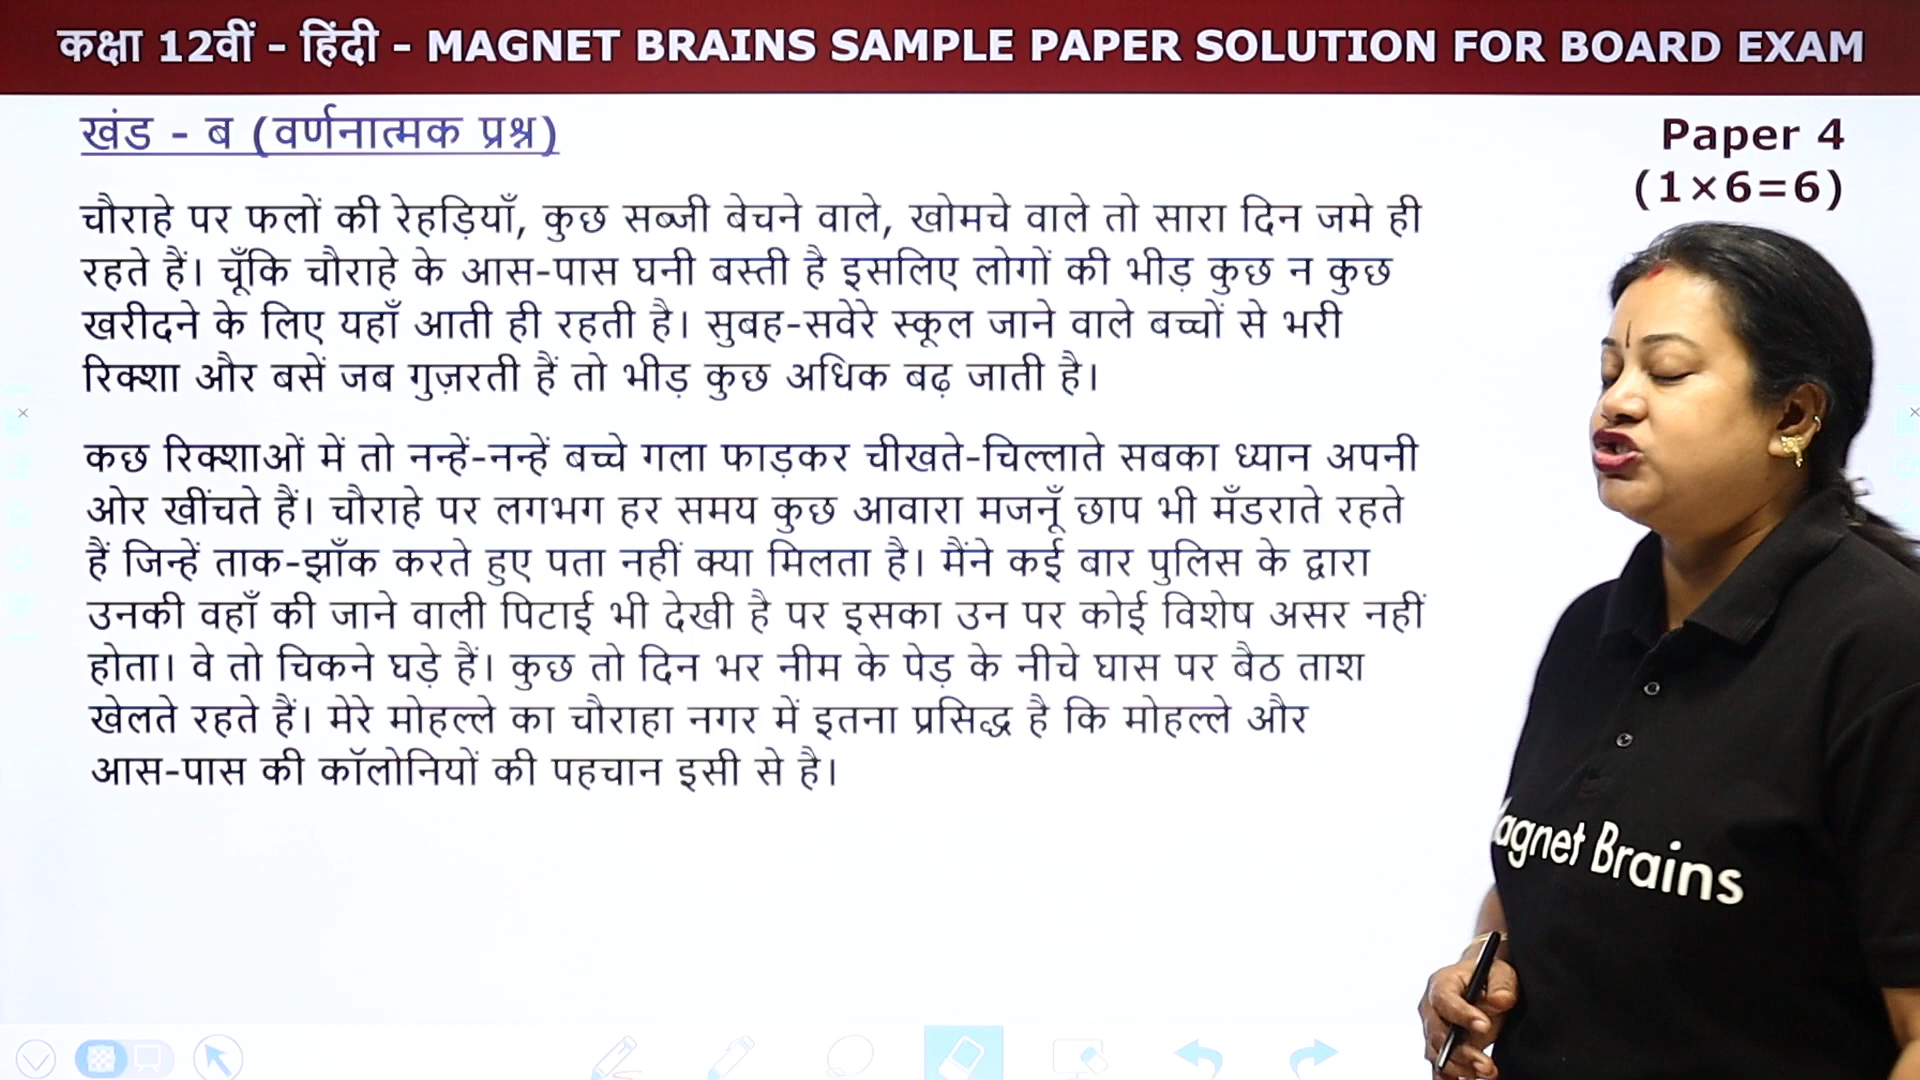 कक्षा 12वीं - हिंदी - MAGNET BRAINS SAMPLE PAPER SOLUTION FOR BOARD EXAM
खंड - ब (वर्णनात्मक प्रश्न)
Paper 4
(1×6=6)
चौराहे पर फलों की रेहड़ियाँ, कुछ सब्जी बेचने वाले, खोमचे वाले तो सारा दिन जमे ही
रहते हैं। चूँकि चौराहे के आस-पास घनी बस्ती है इसलिए लोगों की भीड़ कुछ न कुछ
खरीदने के लिए यहाँ आती ही रहती है। सुबह-सवेरे स्कूल जाने वाले बच्चों से भरी
रिक्शा और बसें जब गुज़रती हैं तो भीड़ कुछ अधिक बढ़ जाती है।
कछ रिक्शाओं में तो नन्हें-नन्हें बच्चे गला फाड़कर चीखते-चिल्लाते सबका ध्यान अपनी
ओर खींचते हैं। चौराहे पर लगभग हर समय कुछ आवारा मजनूँ छाप भी मँडराते रहते
हैं जिन्हें ताक-झाँक करते हुए पता नहीं क्या मिलता है। मैंने कई बार पुलिस के द्वारा
उनकी वहाँ की जाने वाली पिटाई भी देखी है पर इसका उन पर कोई विशेष असर नहीं
होता। वे तो चिकने घड़े हैं। कुछ तो दिन भर नीम के पेड़ के नीचे घास पर बैठ ताश
खेलते रहते हैं। मेरे मोहल्ले का चौराहा नगर में इतना प्रसिद्ध है कि मोहल्ले और
आस-पास की कॉलोनियों की पहचान इसी से है।
agnet Brains